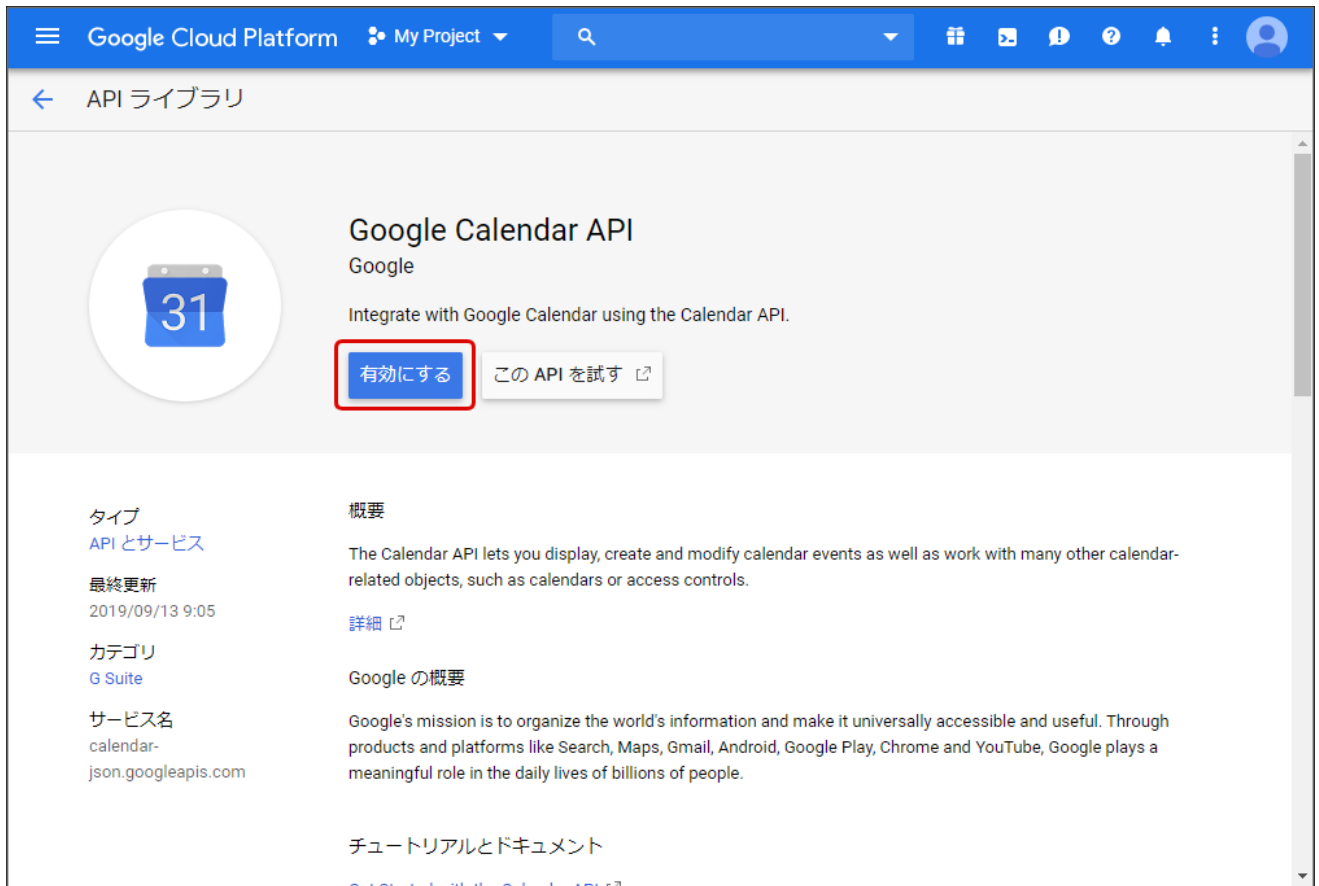 Google Cloud Platform
My Project
API ライブラリ
31
Google Calendar API
Google
Integrate with Google Calendar using the Calendar API.
有効にする
この API を試す
タイプ
API とサービス
最終更新
2019/09/13 9:05
カテゴリ
G Suite
サービス名
calendar-
json.googleapis.com
概要
The Calendar API lets you display, create and modify calendar events as well as work with many other calendar-
related objects, such as calendars or access controls.
詳細
Google の概要
Google's mission is to organize the world's information and make it universally accessible and useful. Through
products and platforms like Search, Maps, Gmail, Android, Google Play, Chrome and YouTube, Google plays a
meaningful role in the daily lives of billions of people.
チュートリアルとドキュメント
Get Started with the Calendar API